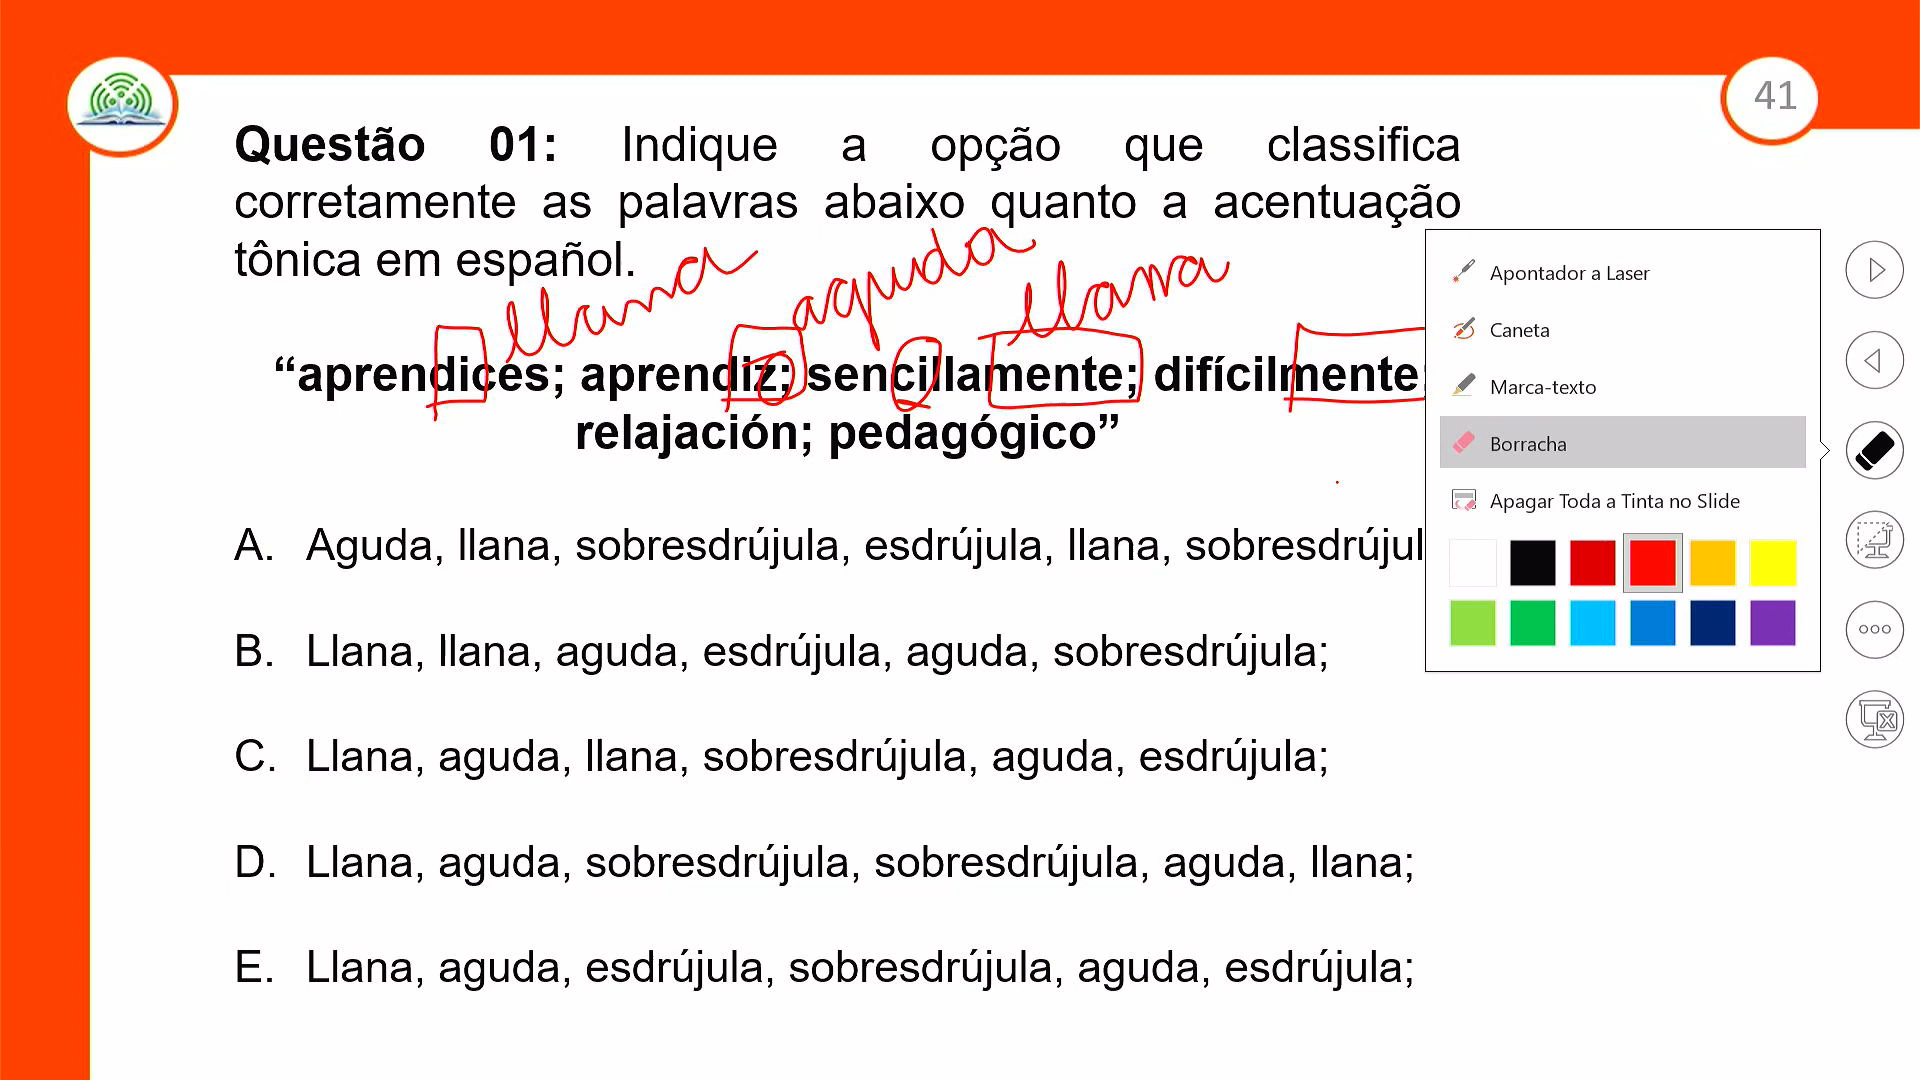 41
Questão 01: Indique a opção que classifica
corretamente as palavras abaixo quanto a acentuação
tônica em español.
llana aguda llana
“aprendices; aprendiz; sencillamente; difícilmente;
relajación; pedagógico”
A. Aguda, llana, sobresdrújula, esdrújula, llana, sobresdrújul
B. Llana, llana, aguda, esdrújula, aguda, sobresdrújula;
C. Llana, aguda, llana, sobresdrújula, aguda, esdrújula;
D. Llana, aguda, sobresdrújula, sobresdrújula, aguda, llana;
E. Llana, aguda, esdrújula, sobresdrújula, aguda, esdrújula;
Apontador a Laser
Caneta
Marca-texto
Borracha
Apagar Toda a Tinta no Slide